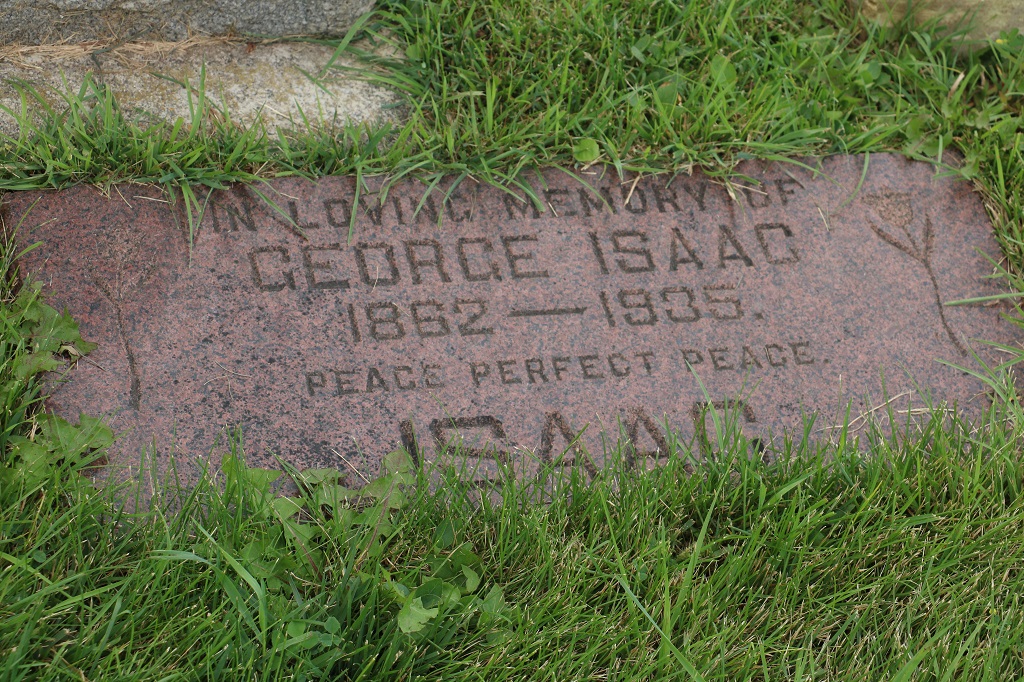 IN LOVING MEMORY OF
GEORGE ISAAC
1862 — 1935.
PEACE PERFECT PEACE.
ISAAC